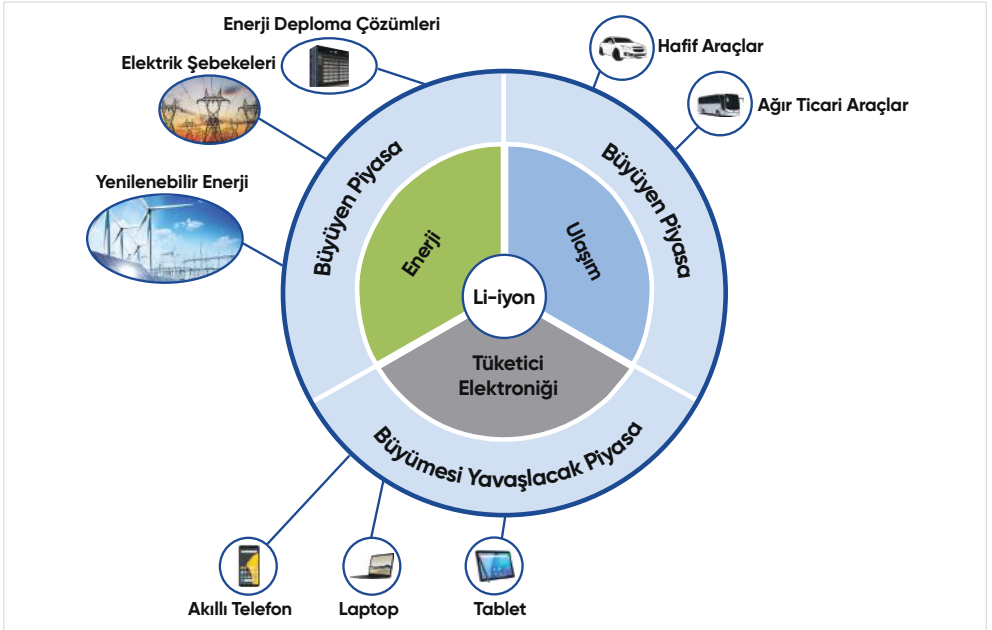 Enerji Deploma Çözümleri
Hafif Araçlar
Elektrik Şebekeleri
Ağır Ticari Araçlar
Yenilenebilir Enerji
Büyüyen Piyasa
Büyüyen Piyasa
Enerji
Ulaşım
Li-iyon
Tüketici
Elektroniği
Büyümesi Yavaşlacak Piyasa
Akıllı Telefon
Laptop
Tablet